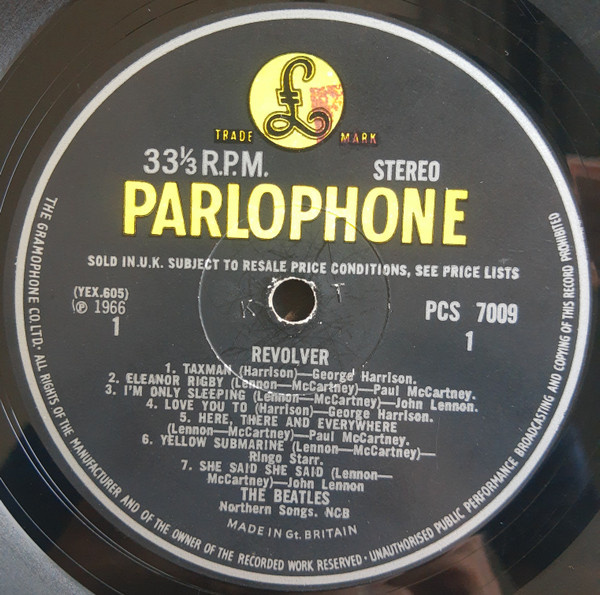 £
TRADE MARK
33⅓ R.P.M. STEREO
PARLOPHONE
SOLD IN U.K. SUBJECT TO RESALE PRICE CONDITIONS, SEE PRICE LISTS
K T
(YEX.605) PCS 7009
℗ 1966
1 1
REVOLVER
1. TAXMAN (Harrison)—George Harrison.
2. ELEANOR RIGBY (Lennon—McCartney)—Paul McCartney.
3. I'M ONLY SLEEPING (Lennon—McCartney)—John Lennon.
4. LOVE YOU TO (Harrison)—George Harrison.
5. HERE, THERE AND EVERYWHERE
(Lennon—McCartney)—Paul McCartney.
6. YELLOW SUBMARINE (Lennon—McCartney)—
Ringo Starr.
7. SHE SAID SHE SAID (Lennon—
McCartney)—John Lennon
THE BEATLES
Northern Songs. NCB
MADE IN Gt. BRITAIN
THE GRAMOPHONE CO. LTD. · ALL RIGHTS OF THE MANUFACTURER AND OF THE OWNER OF THE RECORDED WORK RESERVED · UNAUTHORISED PUBLIC PERFORMANCE BROADCASTING AND COPYING OF THIS RECORD PROHIBITED